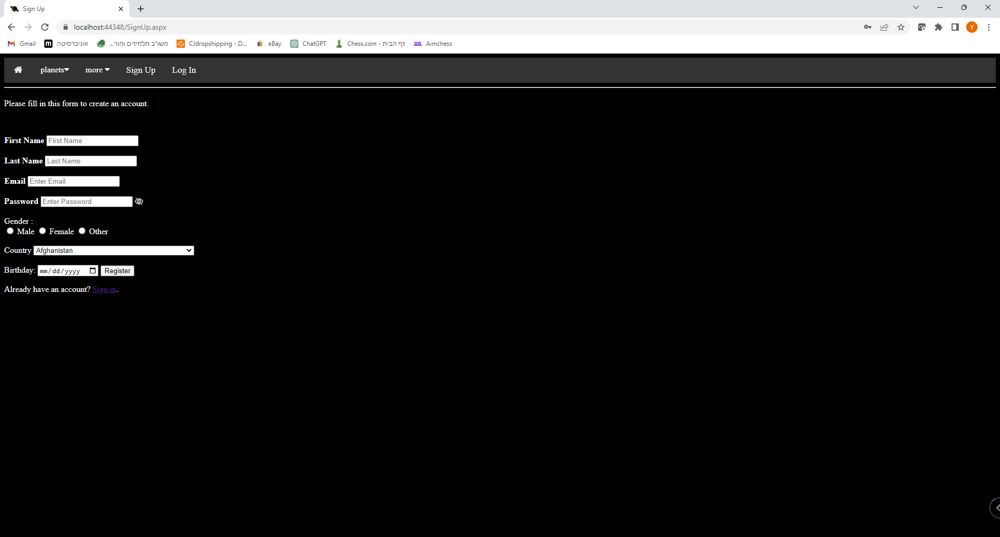 Sign Up
localhost:44348/SignUp.aspx
Y
Gmail m אוניברסיטה משו"ב תלמידים והור... CJdropshipping - D... eBay ChatGPT Chess.com - דף הבית Aimchess
planets more Sign Up Log In
Please fill in this form to create an account.
First Name First Name
Last Name Last Name
Email Enter Email
Password Enter Password
Gender :
Male Female Other
Country Afghanistan
Birthday: mm/dd/yyyy Register
Already have an account? Sign in.